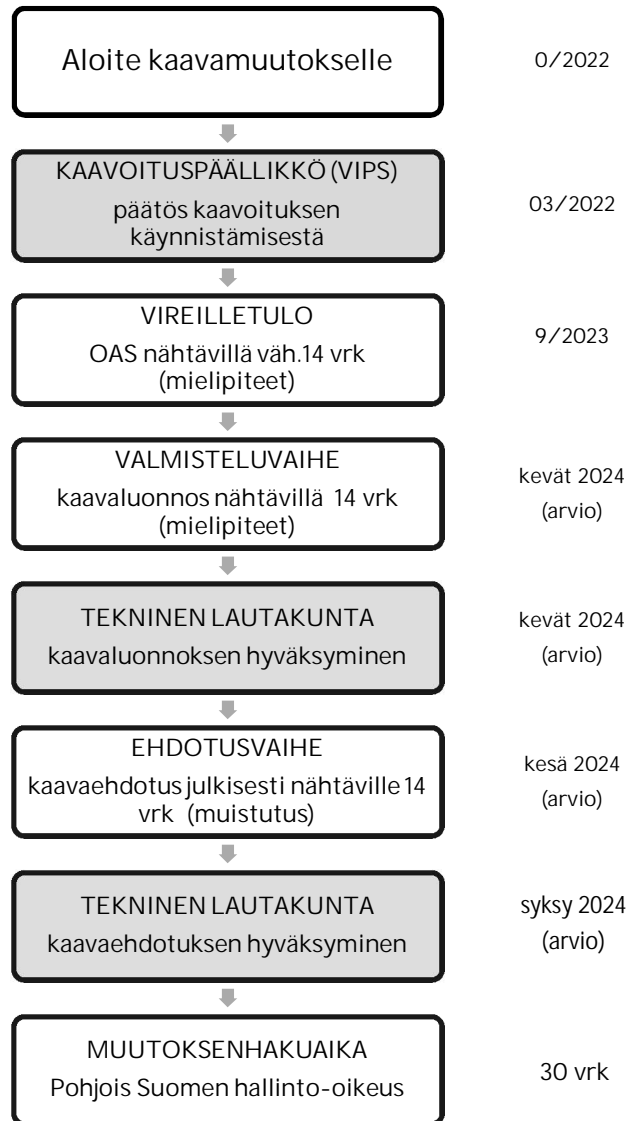 Aloite kaavamuutokselle
0/2022
KAAVOITUSPÄÄLLIKKÖ (VIPS)
päätös kaavoituksen
käynnistämisestä
03/2022
VIREILLETULO
OAS nähtävillä väh.14 vrk
(mielipiteet)
9/2023
VALMISTELUVAIHE
kaavaluonnos nähtävillä 14 vrk
(mielipiteet)
kevät 2024
(arvio)
TEKNINEN LAUTAKUNTA
kaavaluonnoksen hyväksyminen
kevät 2024
(arvio)
EHDOTUSVAIHE
kaavaehdotus julkisesti nähtäville 14
vrk (muistutus)
kesä 2024
(arvio)
TEKNINEN LAUTAKUNTA
kaavaehdotuksen hyväksyminen
syksy 2024
(arvio)
MUUTOKSENHAKUAIKA
Pohjois Suomen hallinto-oikeus
30 vrk